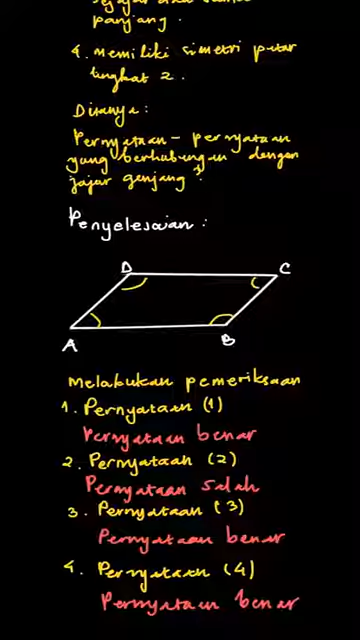 panjang.
4. Memiliki simetri putar
tingkat 2.
Ditanya:
Pernyataan - pernyataan
yang berhubungan dengan
jajar genjang?
Penyelesaian:
D
C
A
B
Melakukan pemeriksaan
1. Pernyataan (1)
Pernyataan benar
2. Pernyataan (2)
Pernyataan salah
3. Pernyataan (3)
Pernyataan benar
4. Pernyataan (4)
Pernyataan benar